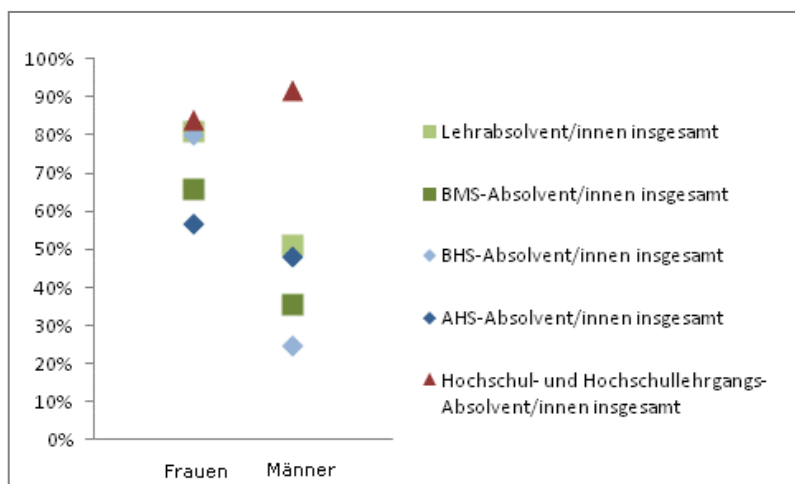 100%
90%
80%
70%
60%
50%
40%
30%
20%
10%
0%
Frauen Männer
Lehrabsolvent/innen insgesamt
BMS-Absolvent/innen insgesamt
BHS-Absolvent/innen insgesamt
AHS-Absolvent/innen insgesamt
Hochschul- und Hochschullehrgangs-
Absolvent/innen insgesamt